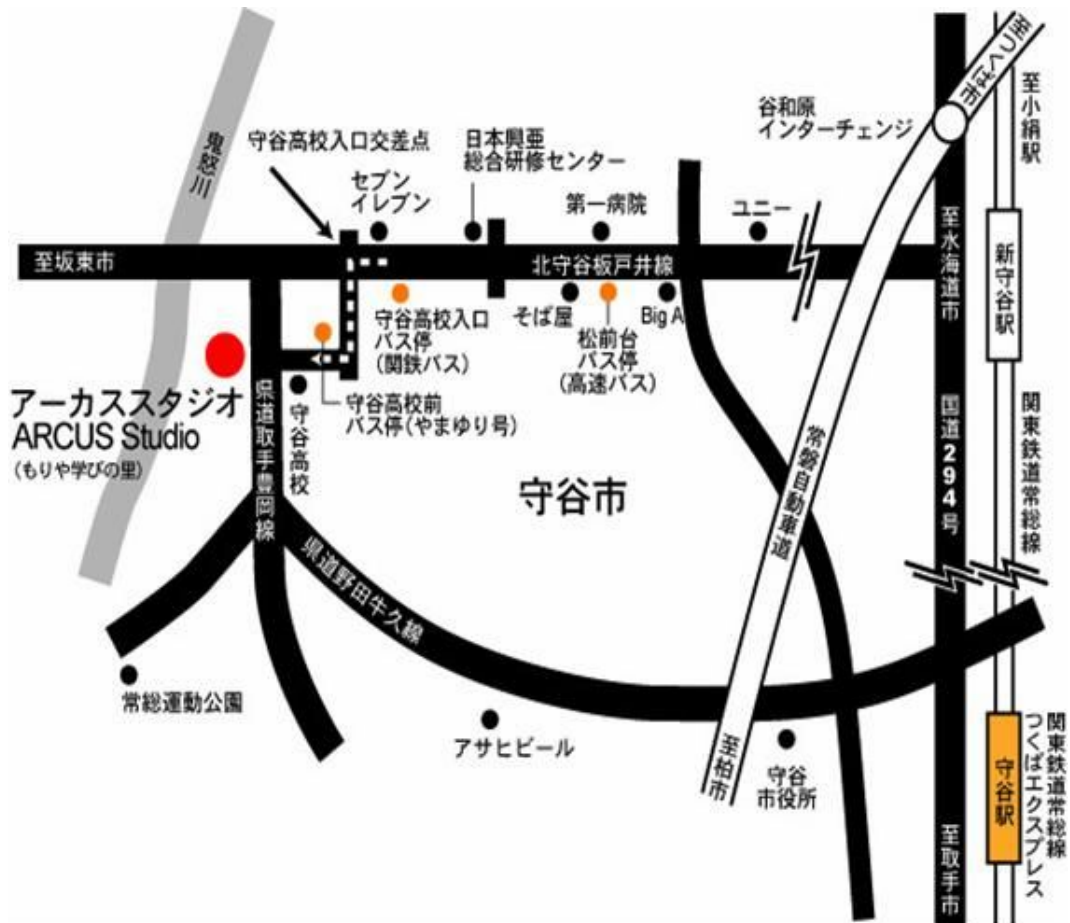 至つくば市
谷和原
インターチェンジ
至小絹駅
鬼怒川
守谷高校入口交差点
日本興亜
総合研修センター
セブン
イレブン
第一病院
ユニー
至水海道市
新守谷駅
至坂東市
北守谷板戸井線
そば屋
Big A
守谷高校入口
バス停
(関鉄バス)
松前台
バス停
(高速バス)
アーカススタジオ
ARCUS Studio
(もりや学びの里)
県道取手豊岡線
守谷高校
守谷高校前
バス停(やまゆり号)
国道294号
関東鉄道常総線
常磐自動車道
守谷市
県道野田牛久線
常総運動公園
アサヒビール
至柏市
守谷
市役所
守谷駅
関東鉄道常総線
つくばエクスプレス
至取手市